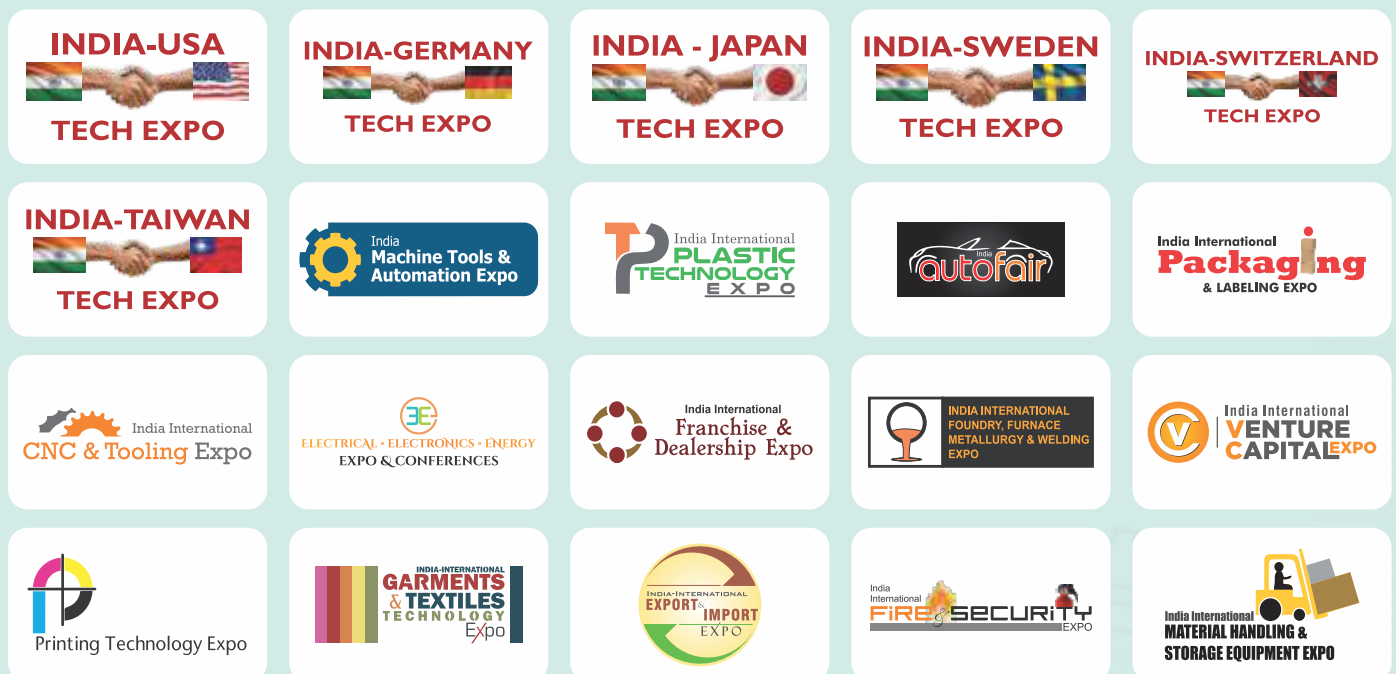 INDIA-USA
TECH EXPO
INDIA-GERMANY
TECH EXPO
INDIA - JAPAN
TECH EXPO
INDIA-SWEDEN
TECH EXPO
INDIA-SWITZERLAND
TECH EXPO
INDIA-TAIWAN
TECH EXPO
India
Machine Tools &
Automation Expo
TP
India International
PLASTIC
TECHNOLOGY
EXPO
India
autofair
India International
Packaging
& LABELING EXPO
India International
CNC & Tooling Expo
3E
ELECTRICAL • ELECTRONICS • ENERGY
EXPO & CONFERENCES
India International
Franchise &
Dealership Expo
INDIA INTERNATIONAL
FOUNDRY, FURNACE
METALLURGY & WELDING
EXPO
VC
India International
VENTURE
CAPITAL EXPO
Printing Technology Expo
INDIA-INTERNATIONAL
GARMENTS
& TEXTILES
TECHNOLOGY
Expo
INDIA-INTERNATIONAL
EXPORT &
IMPORT
EXPO
India
International
FIRE & SECURITY
EXPO
India International
MATERIAL HANDLING &
STORAGE EQUIPMENT EXPO